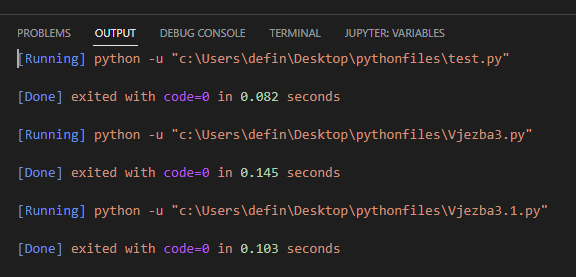 PROBLEMS OUTPUT DEBUG CONSOLE TERMINAL JUPYTER: VARIABLES
[Running] python -u "c:\Users\defin\Desktop\pythonfiles\test.py"
[Done] exited with code=0 in 0.082 seconds
[Running] python -u "c:\Users\defin\Desktop\pythonfiles\Vjezba3.py"
[Done] exited with code=0 in 0.145 seconds
[Running] python -u "c:\Users\defin\Desktop\pythonfiles\Vjezba3.1.py"
[Done] exited with code=0 in 0.103 seconds